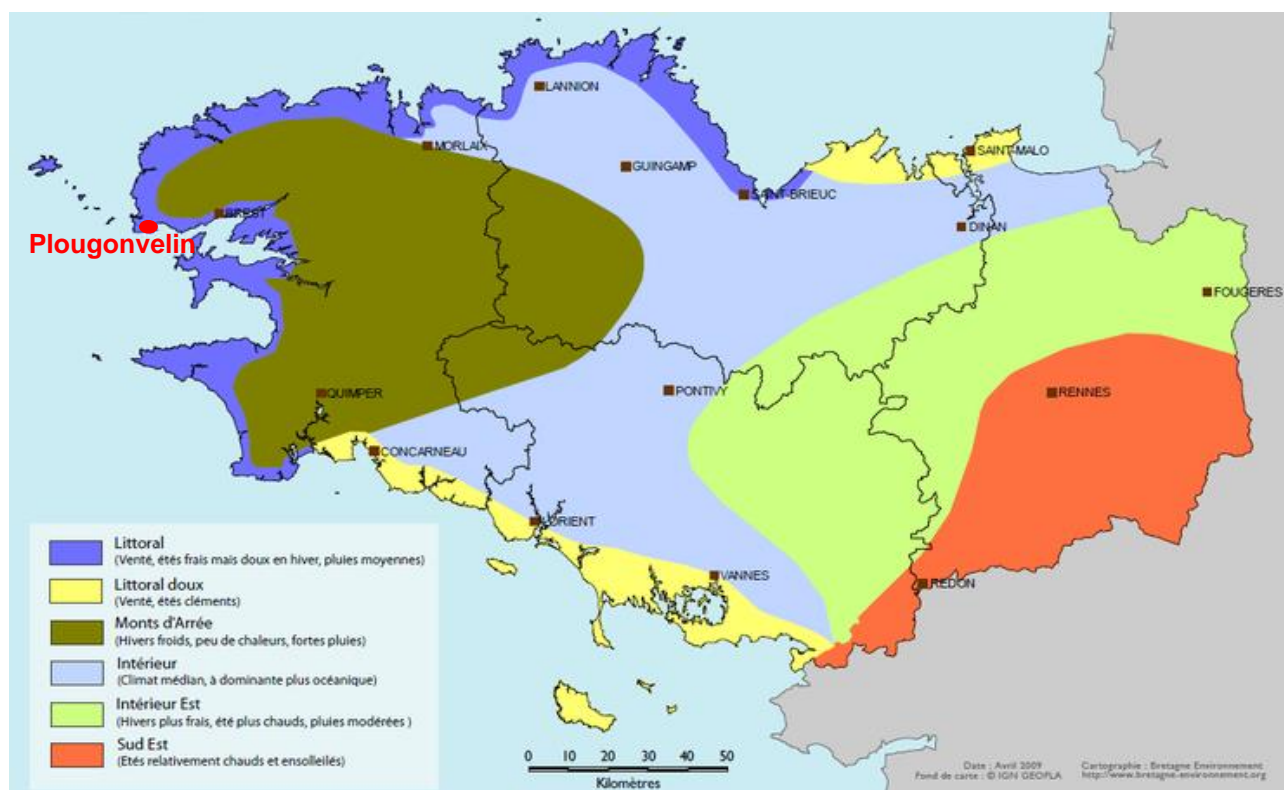 LANNION
MORLAIX
GUINGAMP
SAINT-MALO
SAINT-BRIEUC
BREST
DINAN
Plougonvelin
FOUGERES
QUIMPER
PONTIVY
RENNES
CONCARNEAU
LORIENT
VANNES
REDON
Littoral
(Venté, étés frais mais doux en hiver, pluies moyennes)
Littoral doux
(Venté, étés cléments)
Monts d'Arrée
(Hivers froids, peu de chaleurs, fortes pluies)
Intérieur
(Climat médian, à dominante plus océanique)
Intérieur Est
(Hivers plus frais, été plus chauds, pluies modérées )
Sud Est
(Etés relativement chauds et ensolleilés)
0 10 20 30 40 50
Kilomètres
Date : Avril 2009
Fond de carte : © IGN GEOFLA
Cartographie : Bretagne Environnement
http://www.bretagne-environnement.org